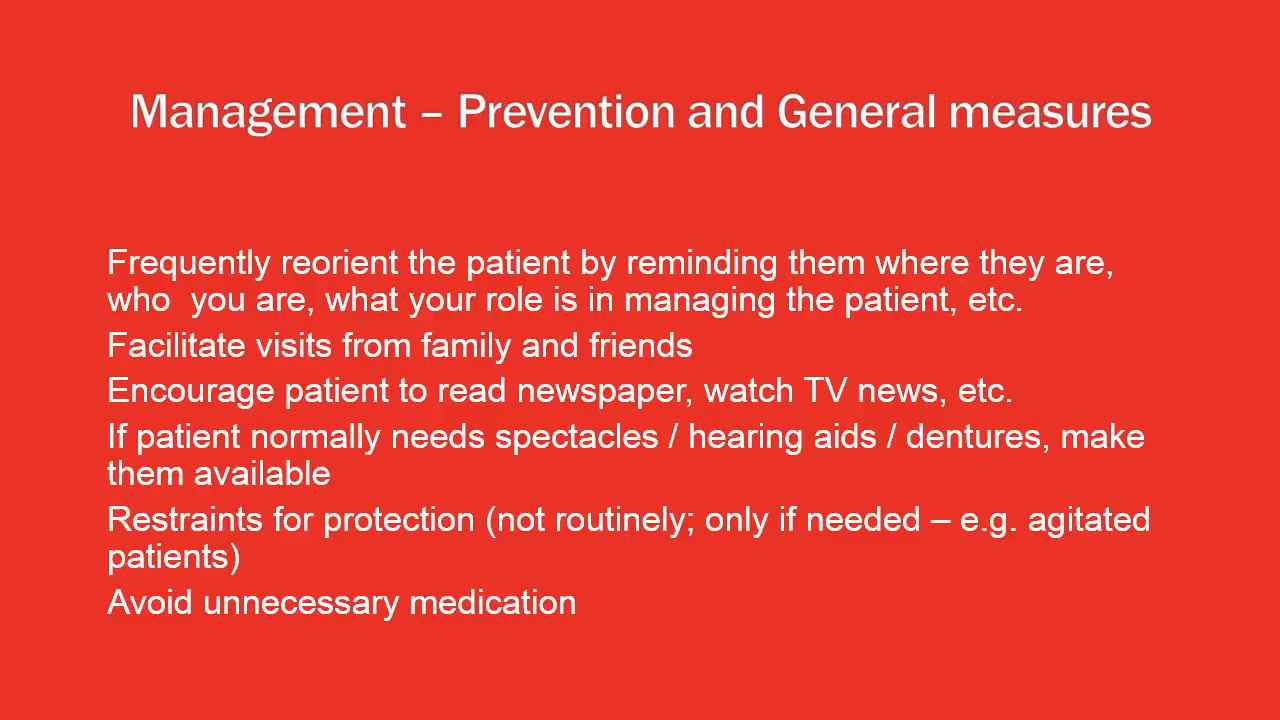 Management – Prevention and General measures
Frequently reorient the patient by reminding them where they are,
who  you are, what your role is in managing the patient, etc.
Facilitate visits from family and friends
Encourage patient to read newspaper, watch TV news, etc.
If patient normally needs spectacles / hearing aids / dentures, make
them available
Restraints for protection (not routinely; only if needed – e.g. agitated
patients)
Avoid unnecessary medication